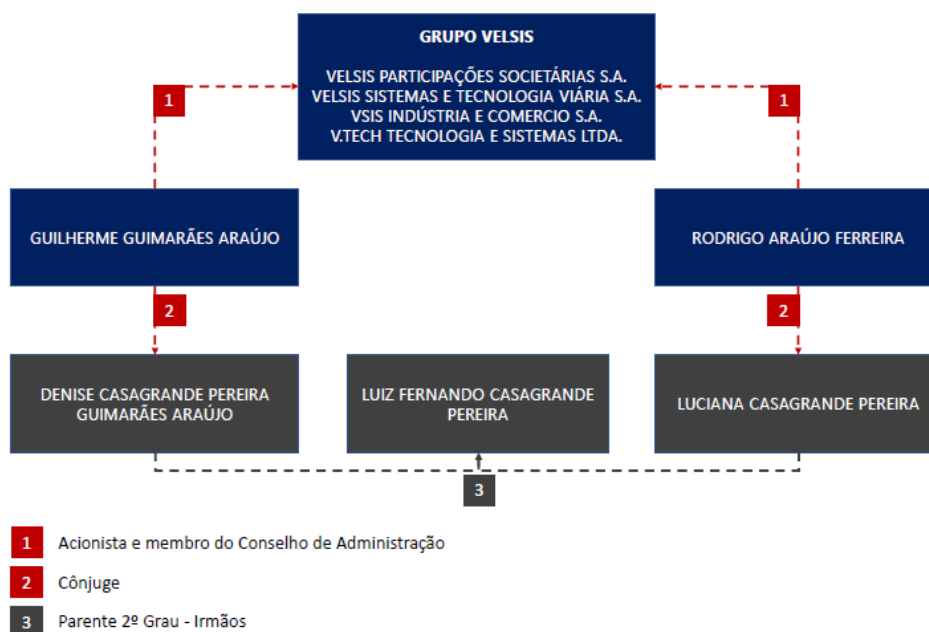 GRUPO VELSIS
VELSIS PARTICIPAÇÕES SOCIETÁRIAS S.A.
VELSIS SISTEMAS E TECNOLOGIA VIÁRIA S.A.
VSIS INDÚSTRIA E COMERCIO S.A.
V.TECH TECNOLOGIA E SISTEMAS LTDA.
1
1
GUILHERME GUIMARÃES ARAÚJO
RODRIGO ARAÚJO FERREIRA
2
2
DENISE CASAGRANDE PEREIRA
GUIMARÃES ARAÚJO
LUIZ FERNANDO CASAGRANDE
PEREIRA
LUCIANA CASAGRANDE PEREIRA
3
1 Acionista e membro do Conselho de Administração
2 Cônjuge
3 Parente 2º Grau - Irmãos